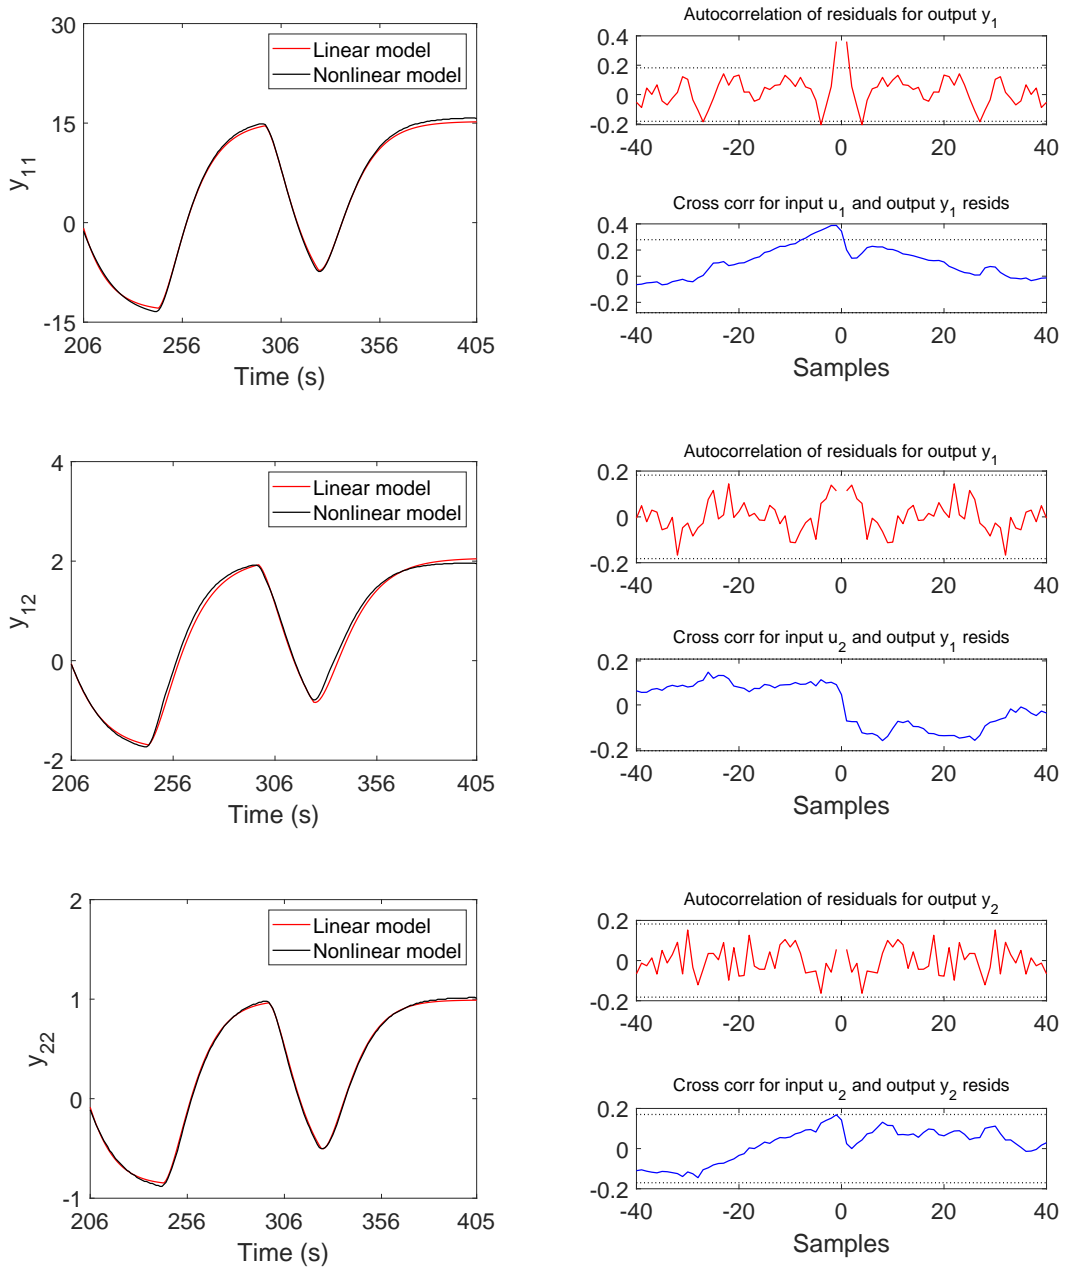 30
15
0
-15
y11
206 256 306 356 405
Time (s)
Linear model
Nonlinear model
Autocorrelation of residuals for output y1
0.4
0.2
0
-0.2
-40 -20 0 20 40
Cross corr for input u1 and output y1 resids
0.4
0.2
0
-0.2
-40 -20 0 20 40
Samples
4
2
0
-2
y12
206 256 306 356 405
Time (s)
Linear model
Nonlinear model
Autocorrelation of residuals for output y1
0.2
0
-0.2
-40 -20 0 20 40
Cross corr for input u2 and output y1 resids
0.2
0
-0.2
-40 -20 0 20 40
Samples
2
1
0
-1
y22
206 256 306 356 405
Time (s)
Linear model
Nonlinear model
Autocorrelation of residuals for output y2
0.2
0
-0.2
-40 -20 0 20 40
Cross corr for input u2 and output y2 resids
0.2
0
-0.2
-40 -20 0 20 40
Samples